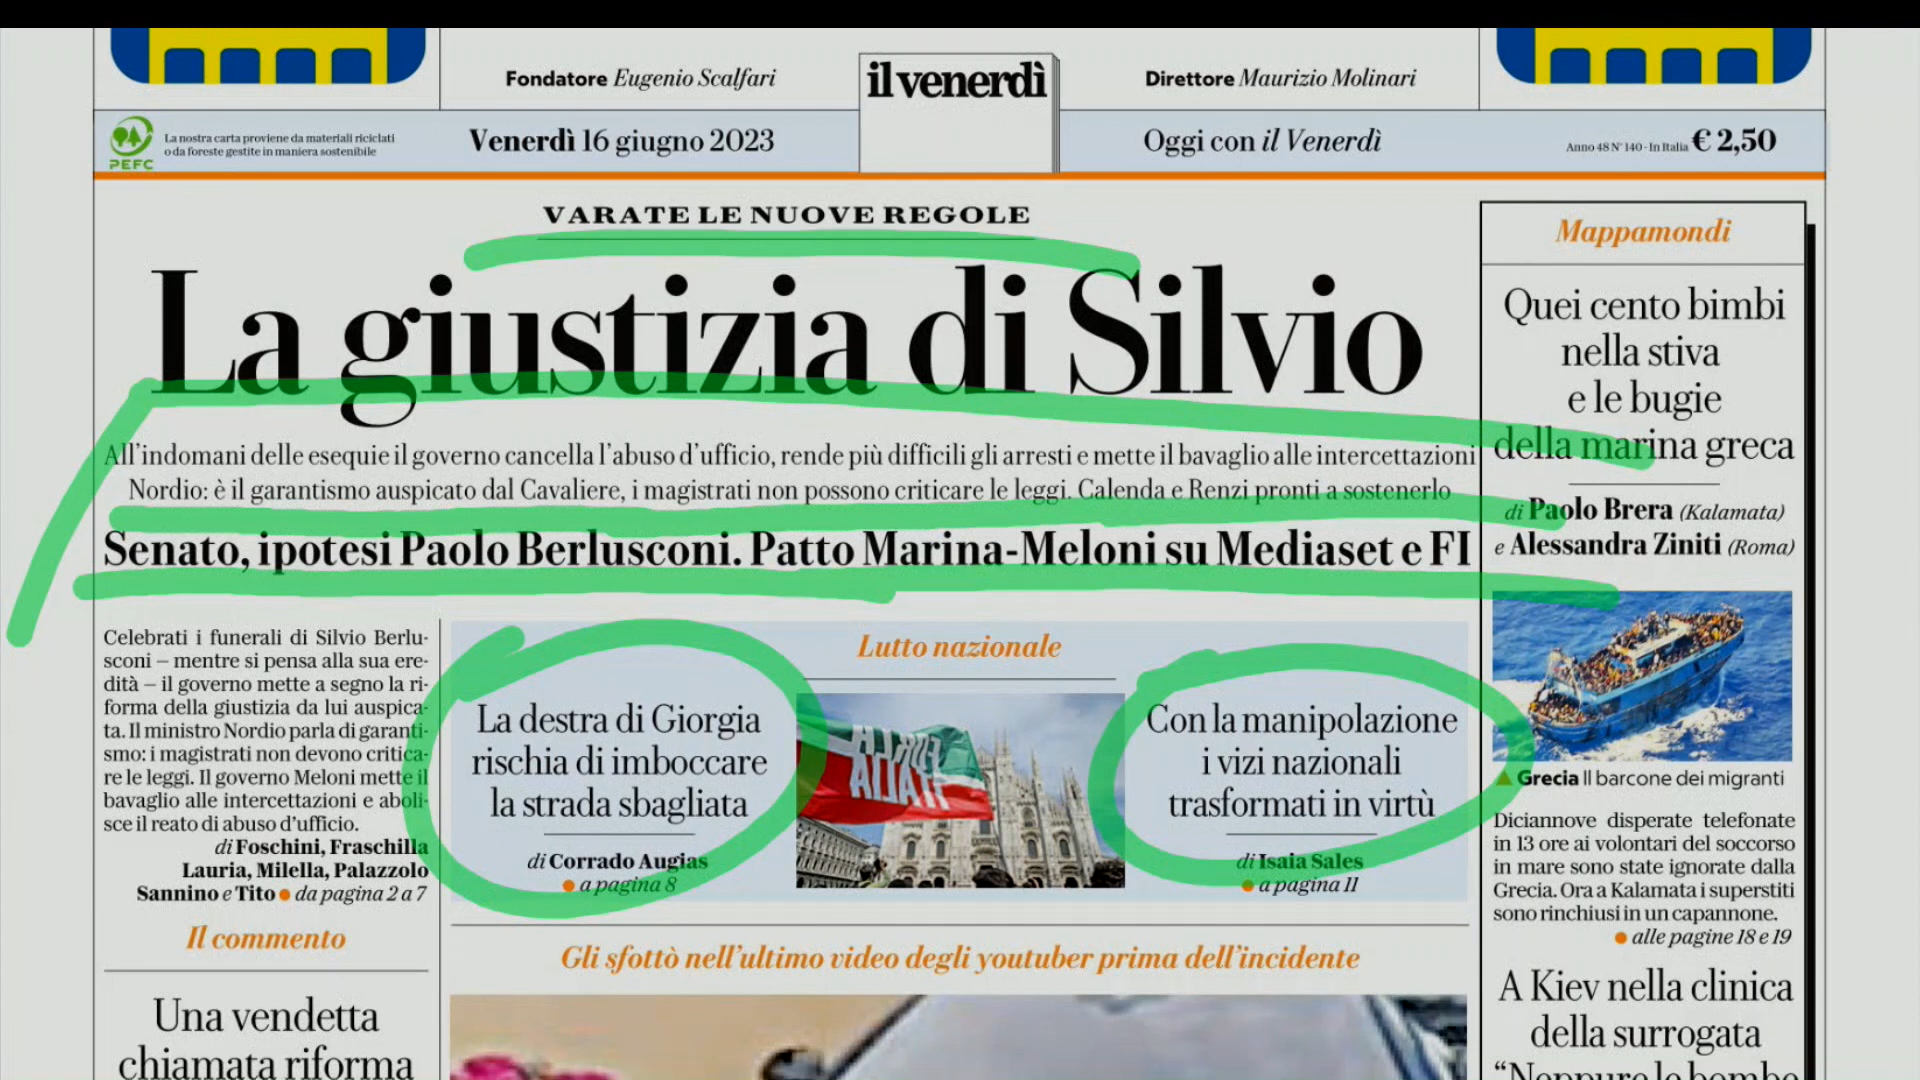 Fondatore Eugenio Scalfari
il venerdì
Direttore Maurizio Molinari
PEFC
La nostra carta proviene da materiali riciclati
o da foreste gestite in maniera sostenibile
Venerdì 16 giugno 2023
Oggi con il Venerdì
Anno 48 N° 140 - In Italia € 2,50
VARATE LE NUOVE REGOLE
La giustizia di Silvio
All'indomani delle esequie il governo cancella l'abuso d'ufficio, rende più difficili gli arresti e mette il bavaglio alle intercettazioni
Nordio: è il garantismo auspicato dal Cavaliere, i magistrati non possono criticare le leggi. Calenda e Renzi pronti a sostenerlo
Senato, ipotesi Paolo Berlusconi. Patto Marina-Meloni su Mediaset e FI
Celebrati i funerali di Silvio Berlu-
sconi – mentre si pensa alla sua ere-
dità – il governo mette a segno la ri-
forma della giustizia da lui auspica-
ta. Il ministro Nordio parla di garanti-
smo: i magistrati non devono critica-
re le leggi. Il governo Meloni mette il
bavaglio alle intercettazioni e aboli-
sce il reato di abuso d'ufficio.
di Foschini, Fraschilla
Lauria, Milella, Palazzolo
Sannino e Tito ● da pagina 2 a 7
Il commento
Una vendetta
chiamata riforma
Lutto nazionale
La destra di Giorgia
rischia di imboccare
la strada sbagliata
di Corrado Augias
● a pagina 8
FORZA
ITALIA
Con la manipolazione
i vizi nazionali
trasformati in virtù
di Isaia Sales
● a pagina 11
Gli sfottò nell'ultimo video degli youtuber prima dell'incidente
Mappamondi
Quei cento bimbi
nella stiva
e le bugie
della marina greca
di Paolo Brera (Kalamata)
e Alessandra Ziniti (Roma)
▲ Grecia Il barcone dei migranti
Diciannove disperate telefonate
in 13 ore ai volontari del soccorso
in mare sono state ignorate dalla
Grecia. Ora a Kalamata i superstiti
sono rinchiusi in un capannone.
● alle pagine 18 e 19
A Kiev nella clinica
della surrogata
"Neppure le bombe